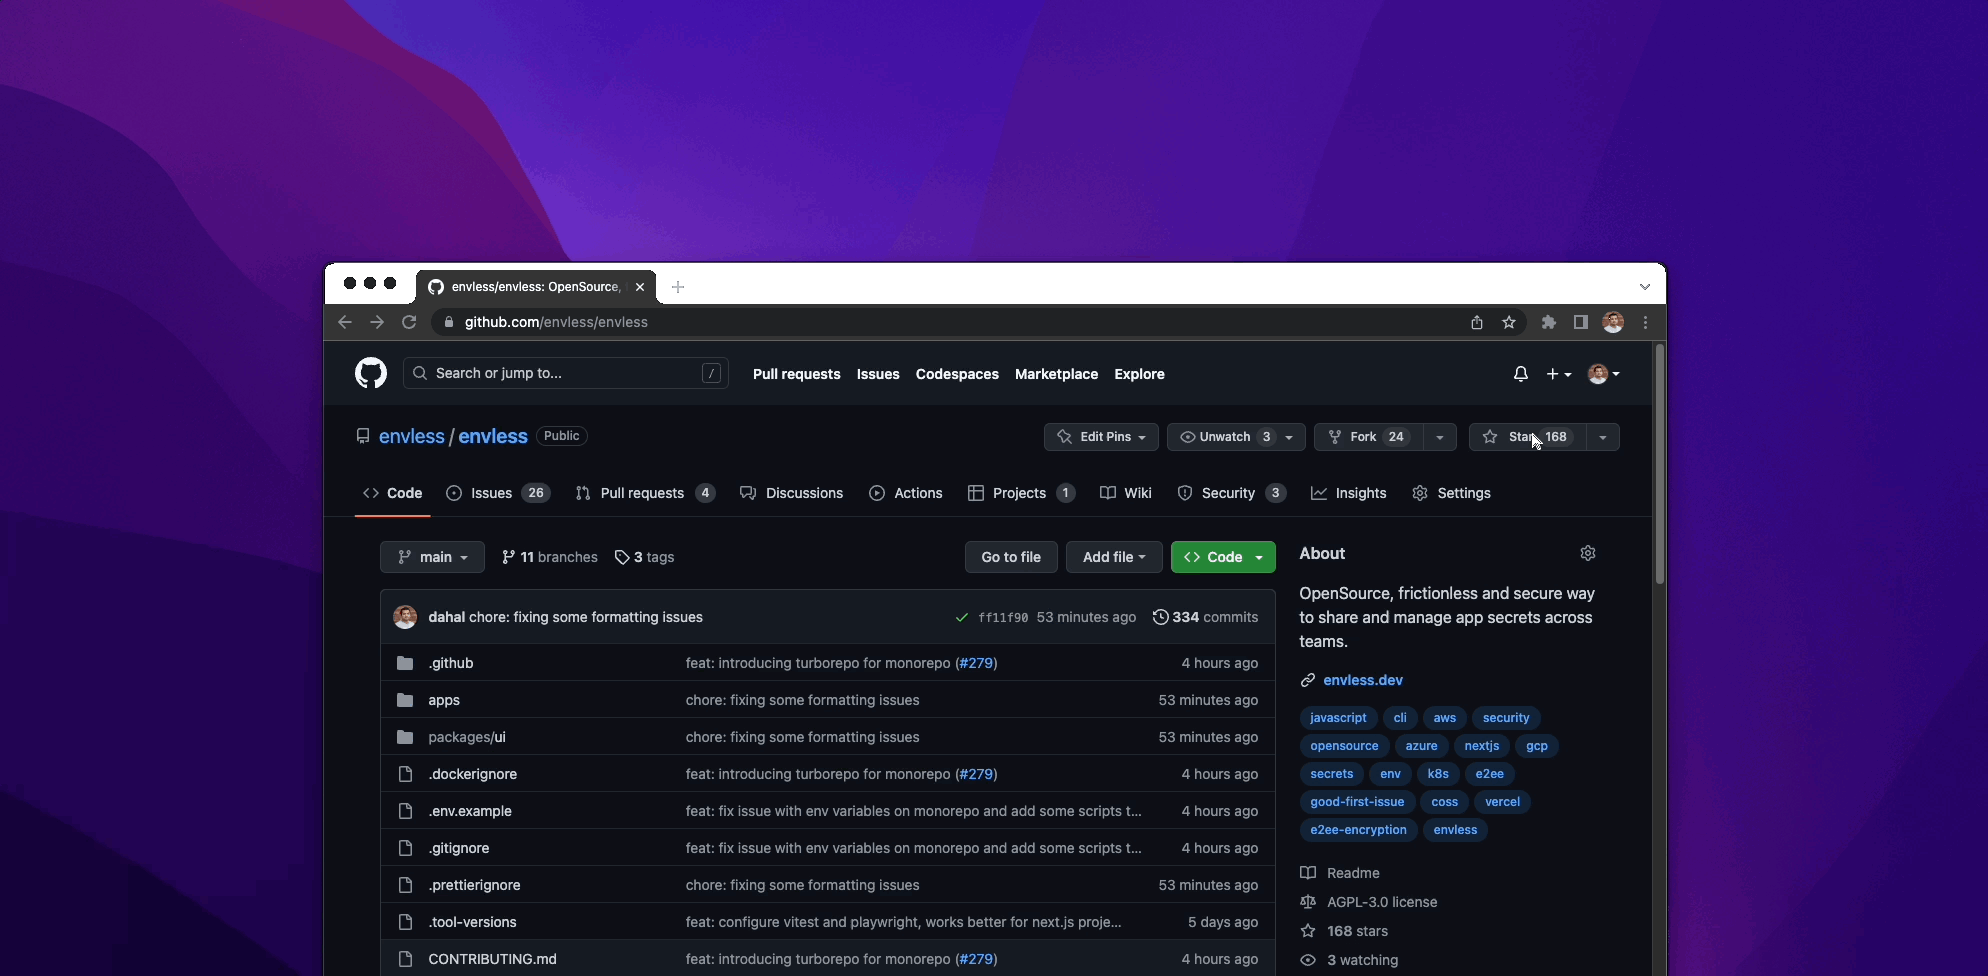 envless/envless: OpenSource,
github.com/envless/envless
Search or jump to... /
Pull requests Issues Codespaces Marketplace Explore
envless / envless Public
Edit Pins Unwatch 3 Fork 24 Star 168
Code Issues 26 Pull requests 4 Discussions Actions Projects 1 Wiki Security 3 Insights Settings
main 11 branches 3 tags Go to file Add file Code
dahal chore: fixing some formatting issues ff11f90 53 minutes ago 334 commits
.github feat: introducing turborepo for monorepo (#279) 4 hours ago
apps chore: fixing some formatting issues 53 minutes ago
packages/ui chore: fixing some formatting issues 53 minutes ago
.dockerignore feat: introducing turborepo for monorepo (#279) 4 hours ago
.env.example feat: fix issue with env variables on monorepo and add some scripts t... 4 hours ago
.gitignore feat: fix issue with env variables on monorepo and add some scripts t... 4 hours ago
.prettierignore chore: fixing some formatting issues 53 minutes ago
.tool-versions feat: configure vitest and playwright, works better for next.js proje... 5 days ago
CONTRIBUTING.md feat: introducing turborepo for monorepo (#279) 4 hours ago
About
OpenSource, frictionless and secure way
to share and manage app secrets across
teams.
envless.dev
javascript cli aws security
opensource azure nextjs gcp
secrets env k8s e2ee
good-first-issue coss vercel
e2ee-encryption envless
Readme
AGPL-3.0 license
168 stars
3 watching